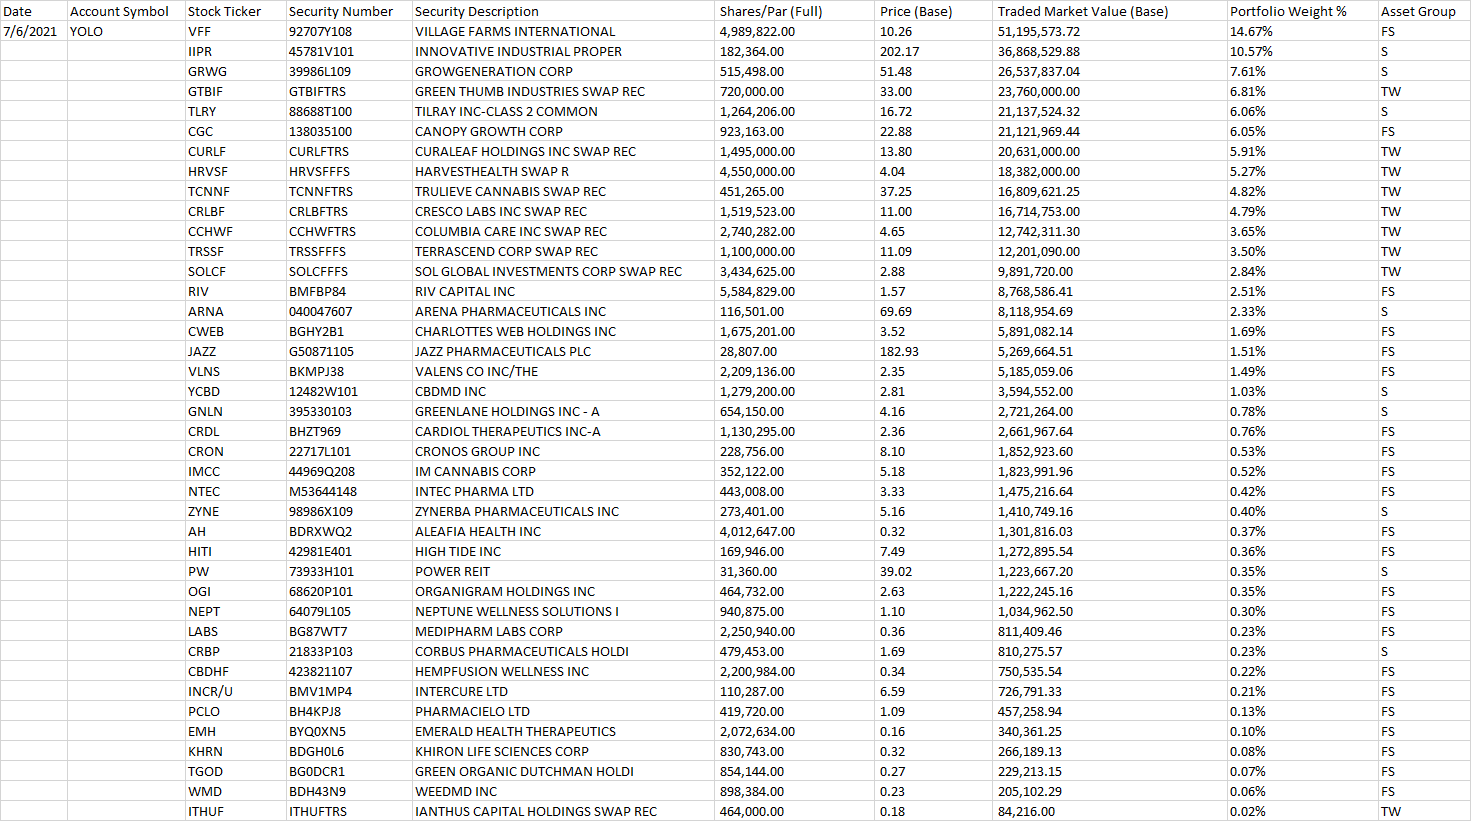 Date Account Symbol Stock Ticker Security Number Security Description Shares/Par (Full) Price (Base) Traded Market Value (Base) Portfolio Weight % Asset Group
7/6/2021 YOLO VFF 92707Y108 VILLAGE FARMS INTERNATIONAL 4,989,822.00 10.26 51,195,573.72 14.67% FS
IIPR 45781V101 INNOVATIVE INDUSTRIAL PROPER 182,364.00 202.17 36,868,529.88 10.57% S
GRWG 39986L109 GROWGENERATION CORP 515,498.00 51.48 26,537,837.04 7.61% S
GTBIF GTBIFTRS GREEN THUMB INDUSTRIES SWAP REC 720,000.00 33.00 23,760,000.00 6.81% TW
TLRY 88688T100 TILRAY INC-CLASS 2 COMMON 1,264,206.00 16.72 21,137,524.32 6.06% S
CGC 138035100 CANOPY GROWTH CORP 923,163.00 22.88 21,121,969.44 6.05% FS
CURLF CURLFTRS CURALEAF HOLDINGS INC SWAP REC 1,495,000.00 13.80 20,631,000.00 5.91% TW
HRVSF HRVSFFFS HARVESTHEALTH SWAP R 4,550,000.00 4.04 18,382,000.00 5.27% TW
TCNNF TCNNFTRS TRULIEVE CANNABIS SWAP REC 451,265.00 37.25 16,809,621.25 4.82% TW
CRLBF CRLBFTRS CRESCO LABS INC SWAP REC 1,519,523.00 11.00 16,714,753.00 4.79% TW
CCHWF CCHWFTRS COLUMBIA CARE INC SWAP REC 2,740,282.00 4.65 12,742,311.30 3.65% TW
TRSSF TRSSFFFS TERRASCEND CORP SWAP REC 1,100,000.00 11.09 12,201,090.00 3.50% TW
SOLCF SOLCFFFS SOL GLOBAL INVESTMENTS CORP SWAP REC 3,434,625.00 2.88 9,891,720.00 2.84% TW
RIV BMFBP84 RIV CAPITAL INC 5,584,829.00 1.57 8,768,586.41 2.51% FS
ARNA 040047607 ARENA PHARMACEUTICALS INC 116,501.00 69.69 8,118,954.69 2.33% S
CWEB BGHY2B1 CHARLOTTES WEB HOLDINGS INC 1,675,201.00 3.52 5,891,082.14 1.69% FS
JAZZ G50871105 JAZZ PHARMACEUTICALS PLC 28,807.00 182.93 5,269,664.51 1.51% FS
VLNS BKMPJ38 VALENS CO INC/THE 2,209,136.00 2.35 5,185,059.06 1.49% FS
YCBD 12482W101 CBDMD INC 1,279,200.00 2.81 3,594,552.00 1.03% S
GNLN 395330103 GREENLANE HOLDINGS INC - A 654,150.00 4.16 2,721,264.00 0.78% S
CRDL BHZT969 CARDIOL THERAPEUTICS INC-A 1,130,295.00 2.36 2,661,967.64 0.76% FS
CRON 22717L101 CRONOS GROUP INC 228,756.00 8.10 1,852,923.60 0.53% FS
IMCC 44969Q208 IM CANNABIS CORP 352,122.00 5.18 1,823,991.96 0.52% FS
NTEC M53644148 INTEC PHARMA LTD 443,008.00 3.33 1,475,216.64 0.42% FS
ZYNE 98986X109 ZYNERBA PHARMACEUTICALS INC 273,401.00 5.16 1,410,749.16 0.40% S
AH BDRXWQ2 ALEAFIA HEALTH INC 4,012,647.00 0.32 1,301,816.03 0.37% FS
HITI 42981E401 HIGH TIDE INC 169,946.00 7.49 1,272,895.54 0.36% FS
PW 73933H101 POWER REIT 31,360.00 39.02 1,223,667.20 0.35% S
OGI 68620P101 ORGANIGRAM HOLDINGS INC 464,732.00 2.63 1,222,245.16 0.35% FS
NEPT 64079L105 NEPTUNE WELLNESS SOLUTIONS I 940,875.00 1.10 1,034,962.50 0.30% FS
LABS BG87WT7 MEDIPHARM LABS CORP 2,250,940.00 0.36 811,409.46 0.23% FS
CRBP 21833P103 CORBUS PHARMACEUTICALS HOLDI 479,453.00 1.69 810,275.57 0.23% S
CBDHF 423821107 HEMPFUSION WELLNESS INC 2,200,984.00 0.34 750,535.54 0.22% FS
INCR/U BMV1MP4 INTERCURE LTD 110,287.00 6.59 726,791.33 0.21% FS
PCLO BH4KPJ8 PHARMACIELO LTD 419,720.00 1.09 457,258.94 0.13% FS
EMH BYQ0XN5 EMERALD HEALTH THERAPEUTICS 2,072,634.00 0.16 340,361.25 0.10% FS
KHRN BDGH0L6 KHIRON LIFE SCIENCES CORP 830,743.00 0.32 266,189.13 0.08% FS
TGOD BG0DCR1 GREEN ORGANIC DUTCHMAN HOLDI 854,144.00 0.27 229,213.15 0.07% FS
WMD BDH43N9 WEEDMD INC 898,384.00 0.23 205,102.29 0.06% FS
ITHUF ITHUFTRS IANTHUS CAPITAL HOLDINGS SWAP REC 464,000.00 0.18 84,216.00 0.02% TW